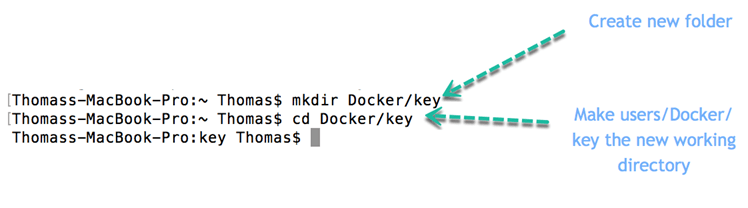 Create new folder
[Thomass-MacBook-Pro:~ Thomas$ mkdir Docker/key
[Thomass-MacBook-Pro:~ Thomas$ cd Docker/key
Thomass-MacBook-Pro:key Thomas$
Make users/Docker/
key the new working
directory